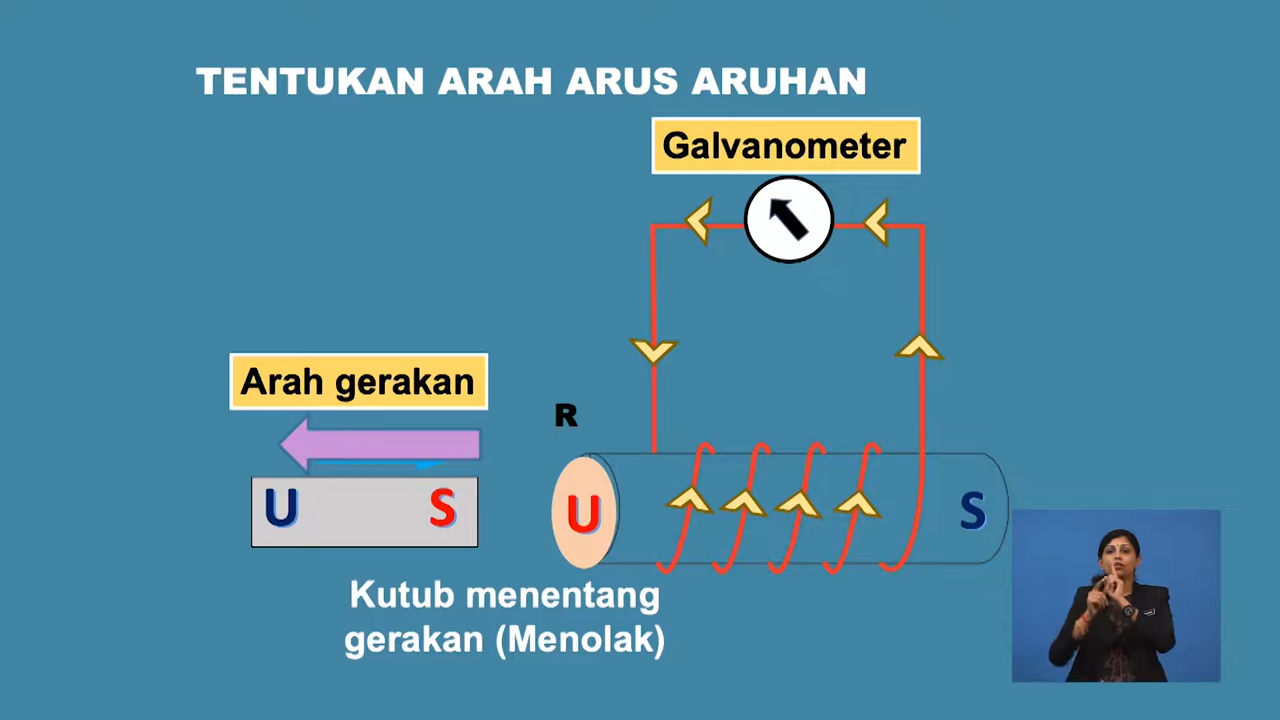 TENTUKAN ARAH ARUS ARUHAN
Galvanometer
Arah gerakan
R
U S
U S
Kutub menentang
gerakan (Menolak)